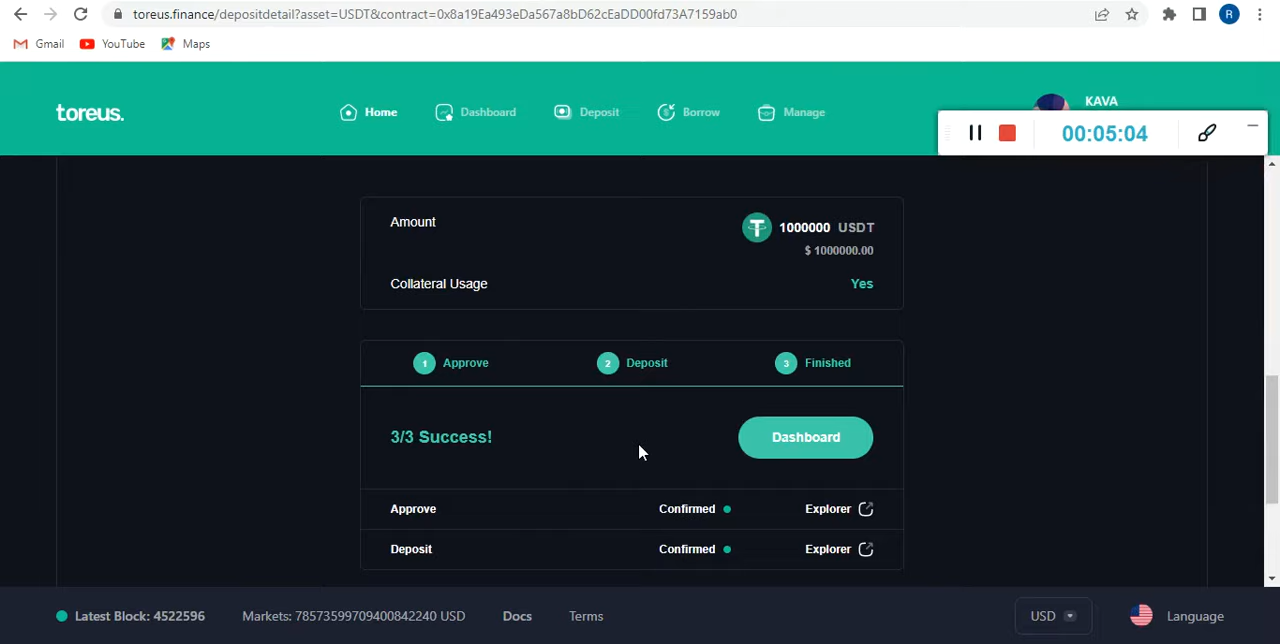 toreus.finance/depositdetail?asset=USDT&contract=0x8a19Ea493eDa567a8bD62cEaDD00fd73A7159ab0
R
Gmail YouTube Maps
toreus. Home Dashboard Deposit Borrow Manage KAVA
00:05:04
Amount 1000000 USDT
$ 1000000.00
Collateral Usage Yes
1 Approve 2 Deposit 3 Finished
3/3 Success! Dashboard
Approve Confirmed Explorer
Deposit Confirmed Explorer
Latest Block: 4522596 Markets: 78573599709400842240 USD Docs Terms USD Language